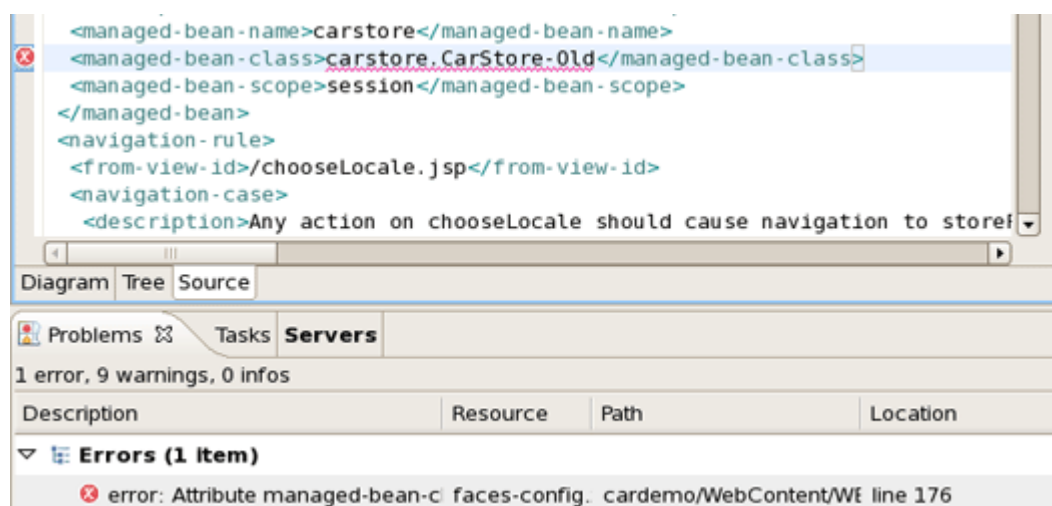 <managed-bean-name>carstore</managed-bean-name>
<managed-bean-class>carstore.CarStore-Old</managed-bean-class>
<managed-bean-scope>session</managed-bean-scope>
</managed-bean>
<navigation-rule>
<from-view-id>/chooseLocale.jsp</from-view-id>
<navigation-case>
<description>Any action on chooseLocale should cause navigation to store
Diagram Tree Source
Problems Tasks Servers
1 error, 9 warnings, 0 infos
Description Resource Path Location
Errors (1 item)
error: Attribute managed-bean-c faces-config. cardemo/WebContent/WE line 176